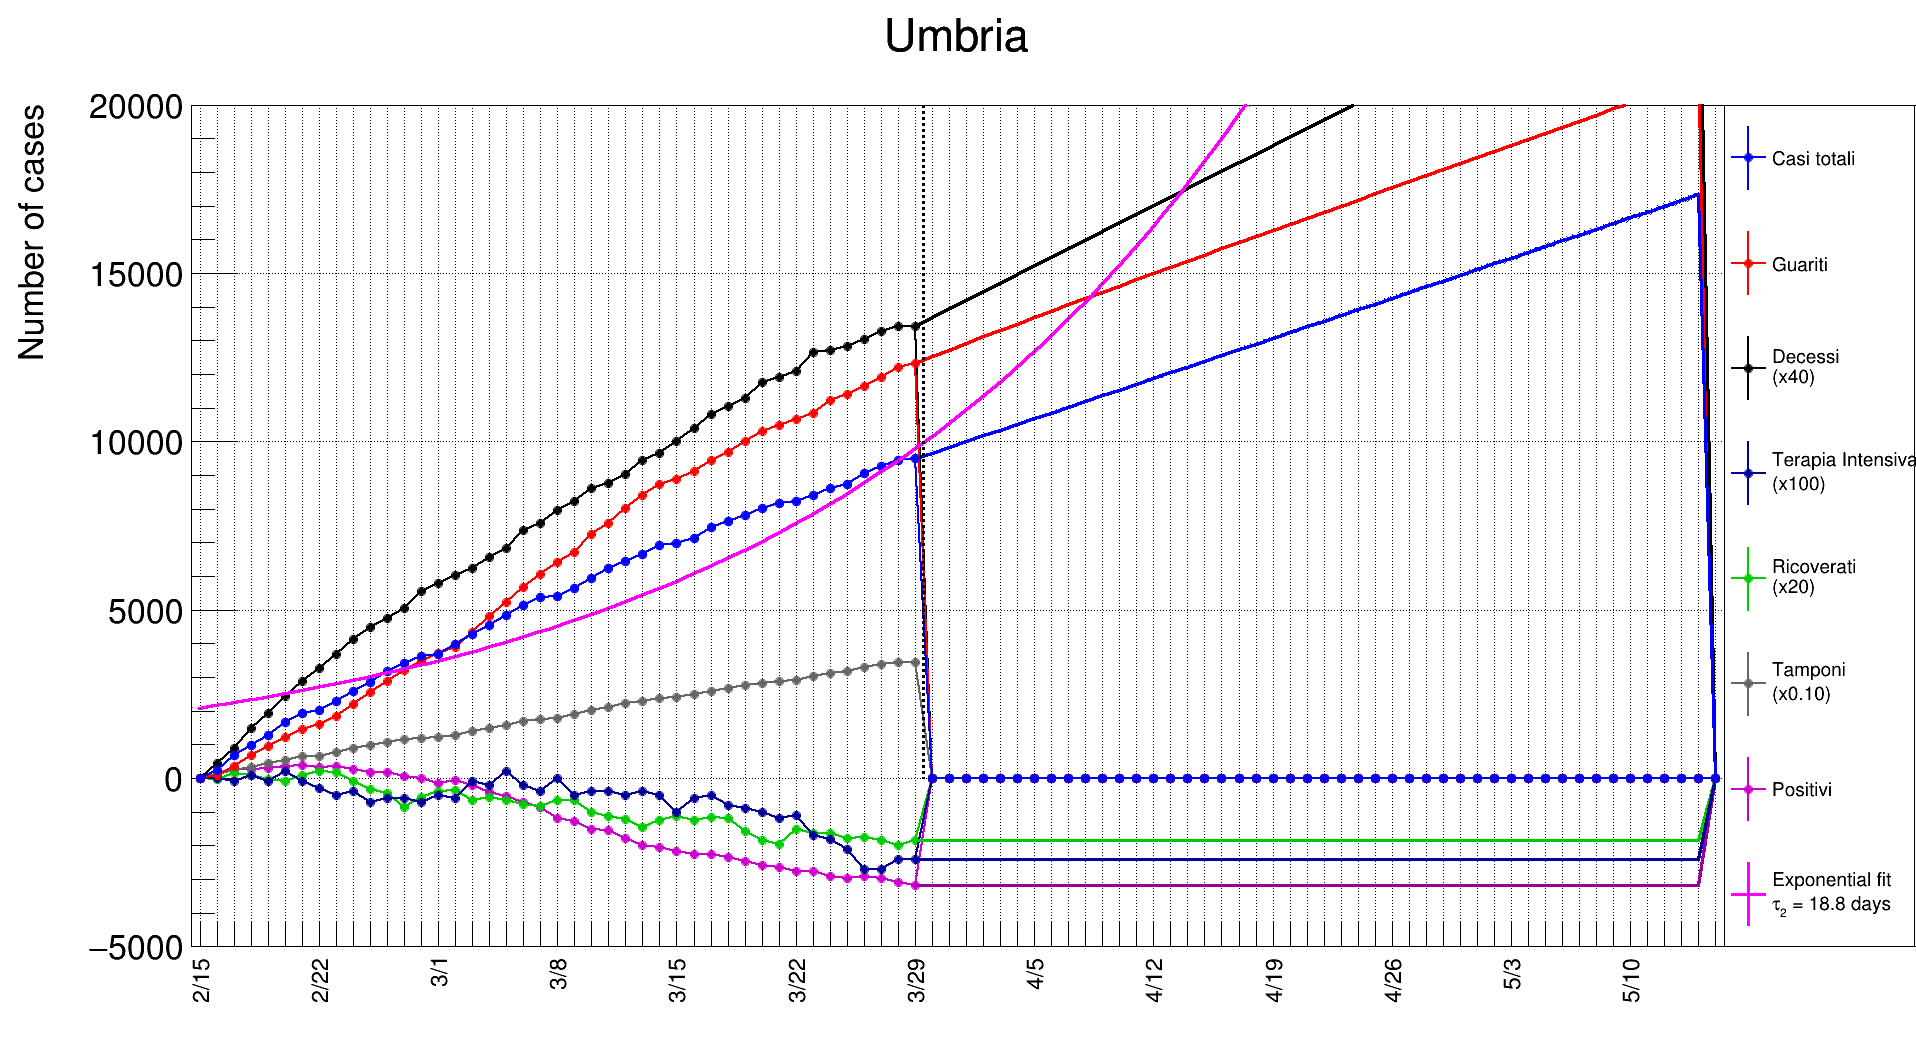 Umbria
Number of cases
20000
15000
10000
5000
0
−5000
2/15
2/22
3/1
3/8
3/15
3/22
3/29
4/5
4/12
4/19
4/26
5/3
5/10
Casi totali
Guariti
Decessi
(x40)
Terapia Intensiva
(x100)
Ricoverati
(x20)
Tamponi
(x0.10)
Positivi
Exponential fit
τ2 = 18.8 days